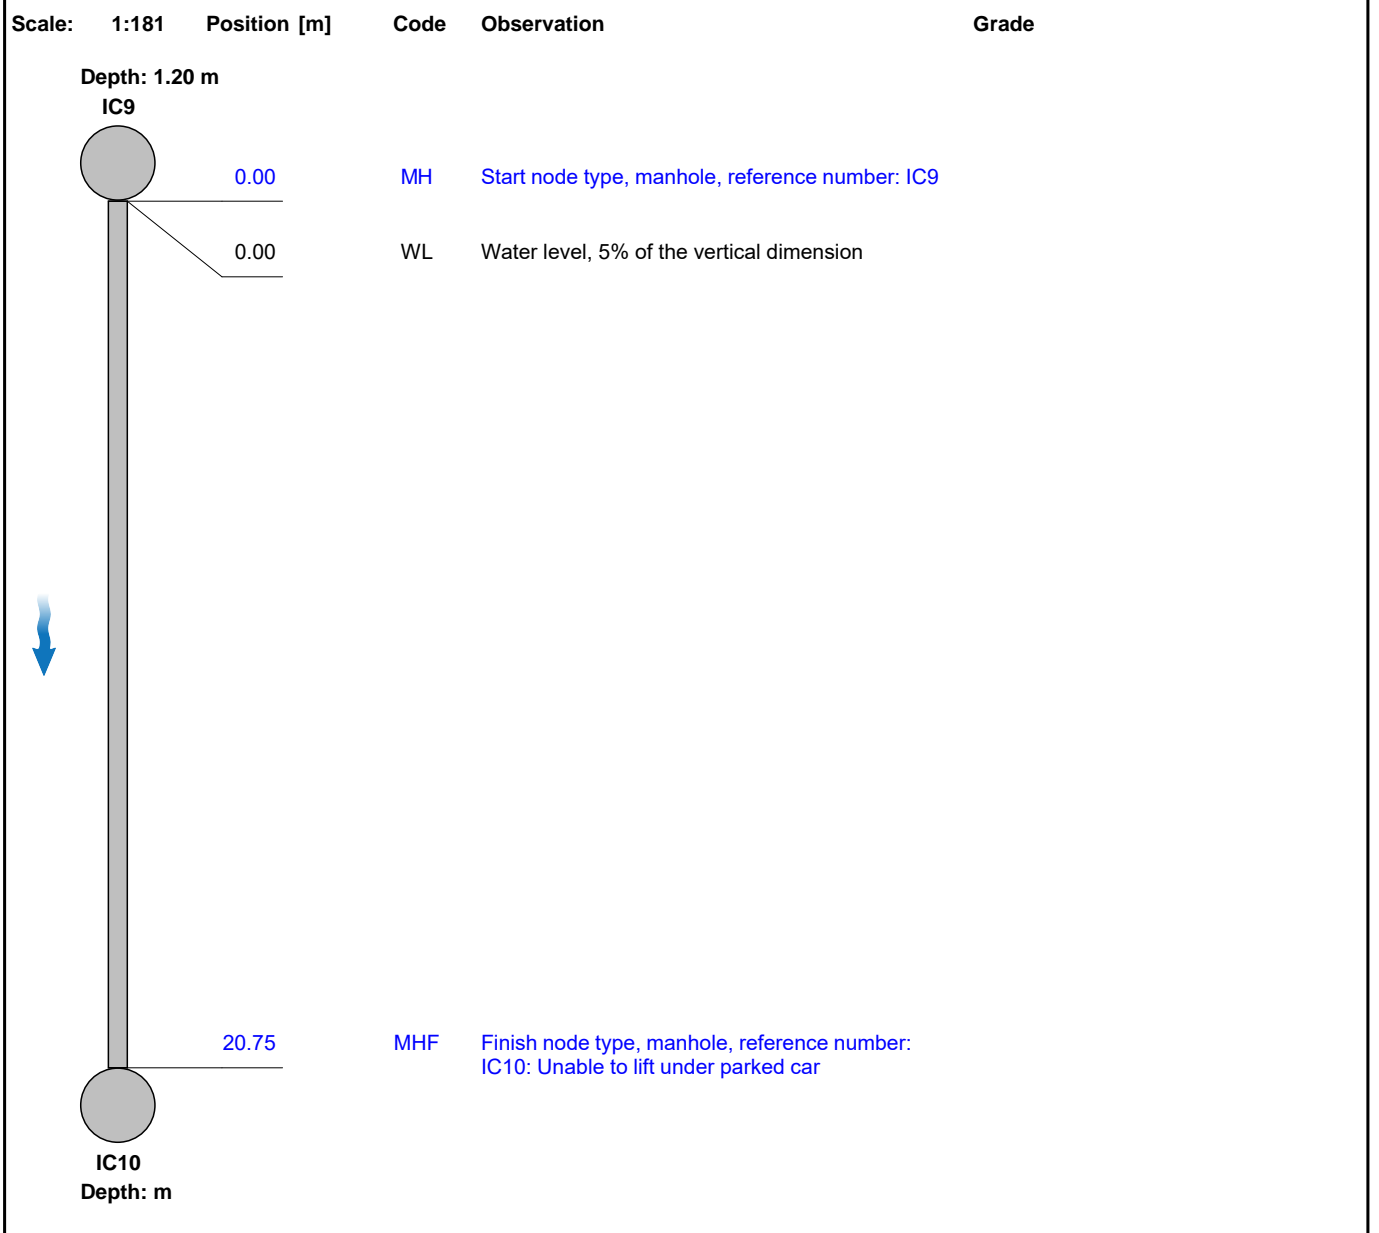 Scale: 1:181 Position [m] Code Observation Grade
Depth: 1.20 m
IC9
0.00 MH Start node type, manhole, reference number: IC9
0.00 WL Water level, 5% of the vertical dimension
20.75 MHF Finish node type, manhole, reference number:
IC10: Unable to lift under parked car
IC10
Depth: m